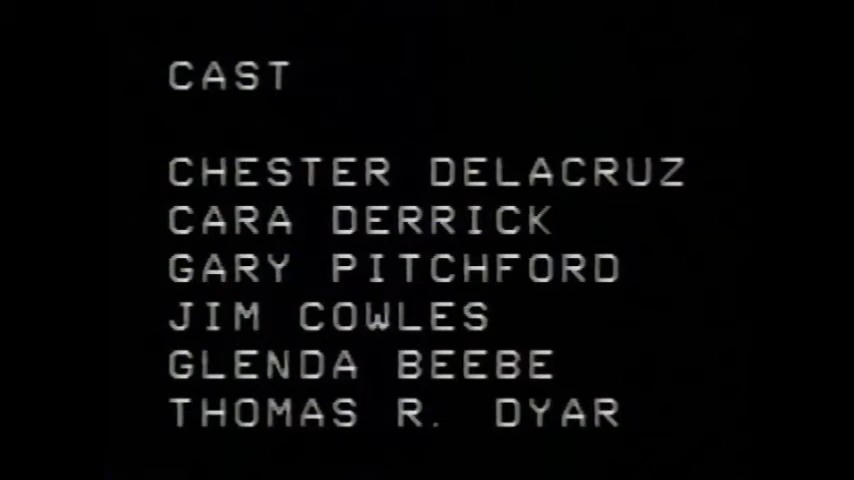 CAST
CHESTER DELACRUZ
CARA DERRICK
GARY PITCHFORD
JIM COWLES
GLENDA BEEBE
THOMAS R. DYAR